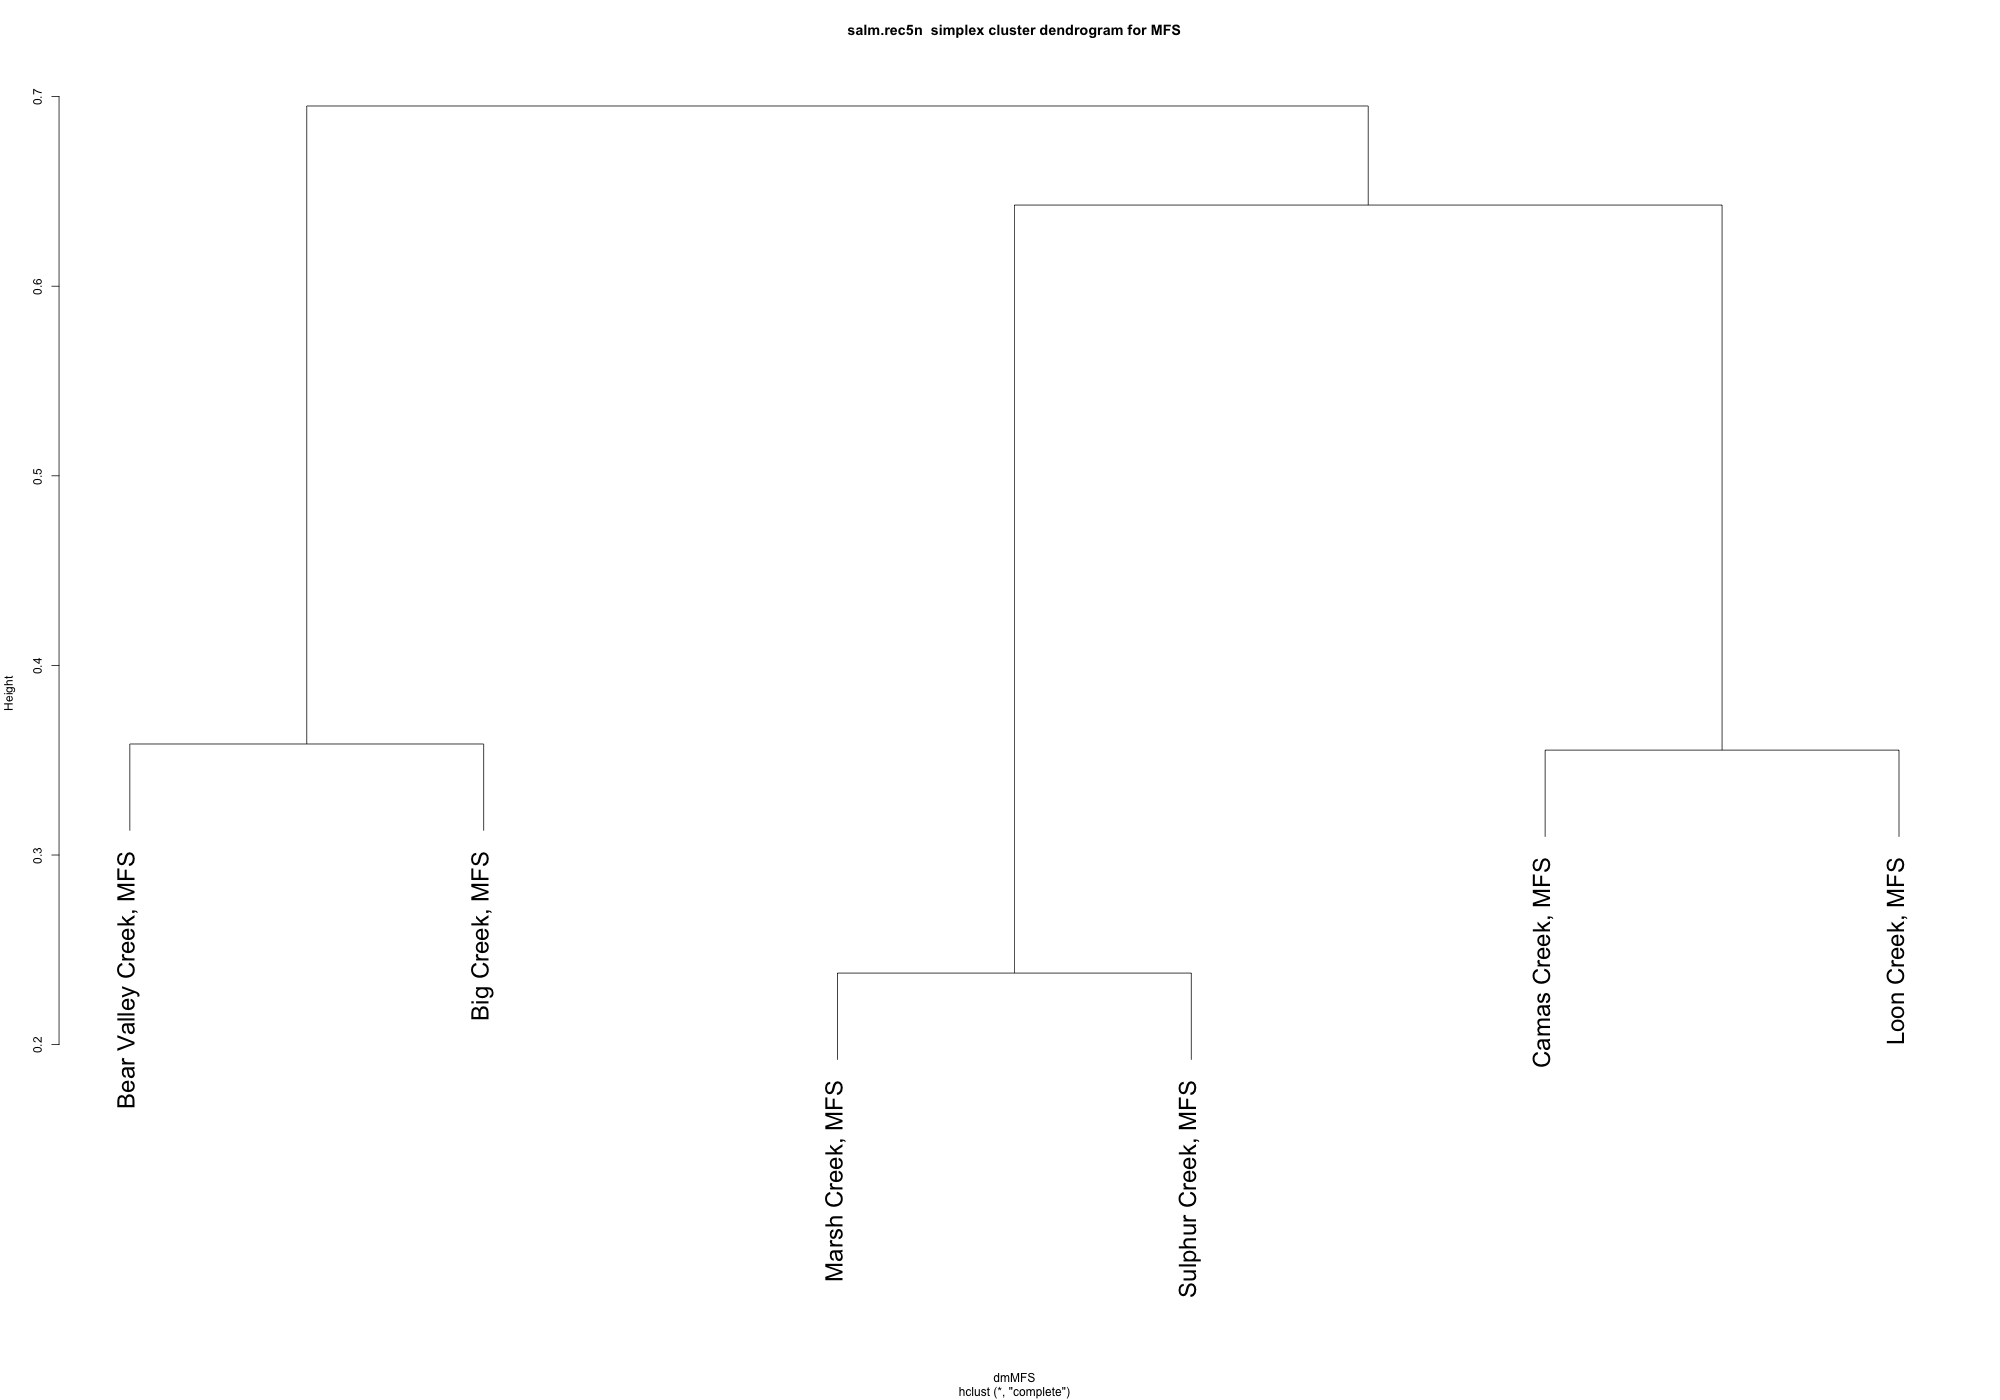 salm.rec5n  simplex cluster dendrogram for MFS
Height
0.7
0.6
0.5
0.4
0.3
0.2
Bear Valley Creek, MFS
Big Creek, MFS
Marsh Creek, MFS
Sulphur Creek, MFS
Camas Creek, MFS
Loon Creek, MFS
dmMFS
hclust (*, "complete")